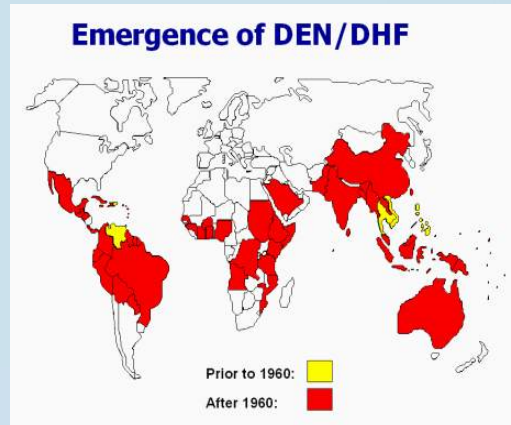 Emergence of DEN/DHF
Prior to 1960:
After 1960: